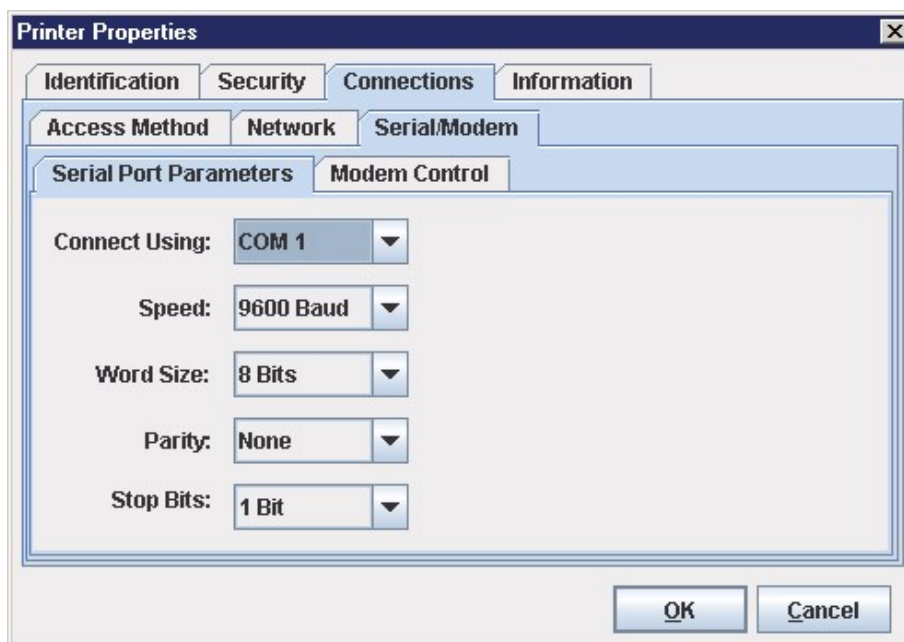 Printer Properties
Identification Security Connections Information
Access Method Network Serial/Modem
Serial Port Parameters Modem Control
Connect Using: COM 1
Speed: 9600 Baud
Word Size: 8 Bits
Parity: None
Stop Bits: 1 Bit
OK Cancel